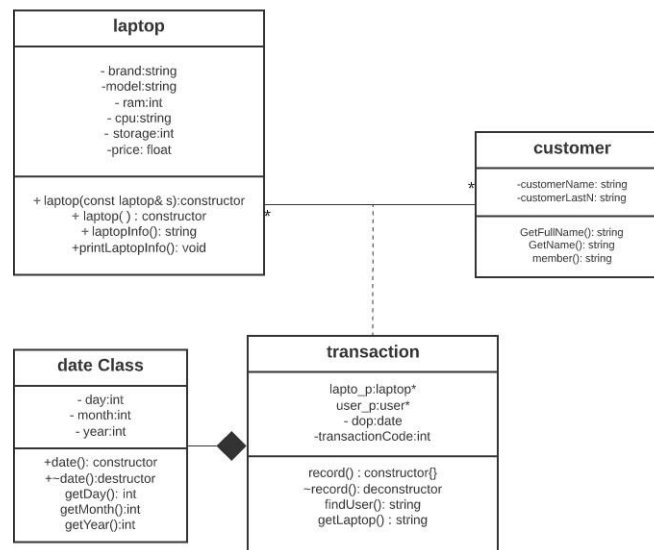 laptop
- brand:string
-model:string
- ram:int
- cpu:string
- storage:int
-price: float
+ laptop(const laptop& s):constructor
+ laptop( ) : constructor
+ laptopInfo(): string
+printLaptopInfo(): void
*
*
customer
-customerName: string
-customerLastN: string
GetFullName(): string
GetName(): string
member(): string
date Class
- day:int
- month:int
- year:int
+date(): constructor
+~date():destructor
getDay(): int
getMonth():int
getYear():int
transaction
lapto_p:laptop*
user_p:user*
- dop:date
-transactionCode:int
record() : constructor{}
~record(): deconstructor
findUser(): string
getLaptop() : string